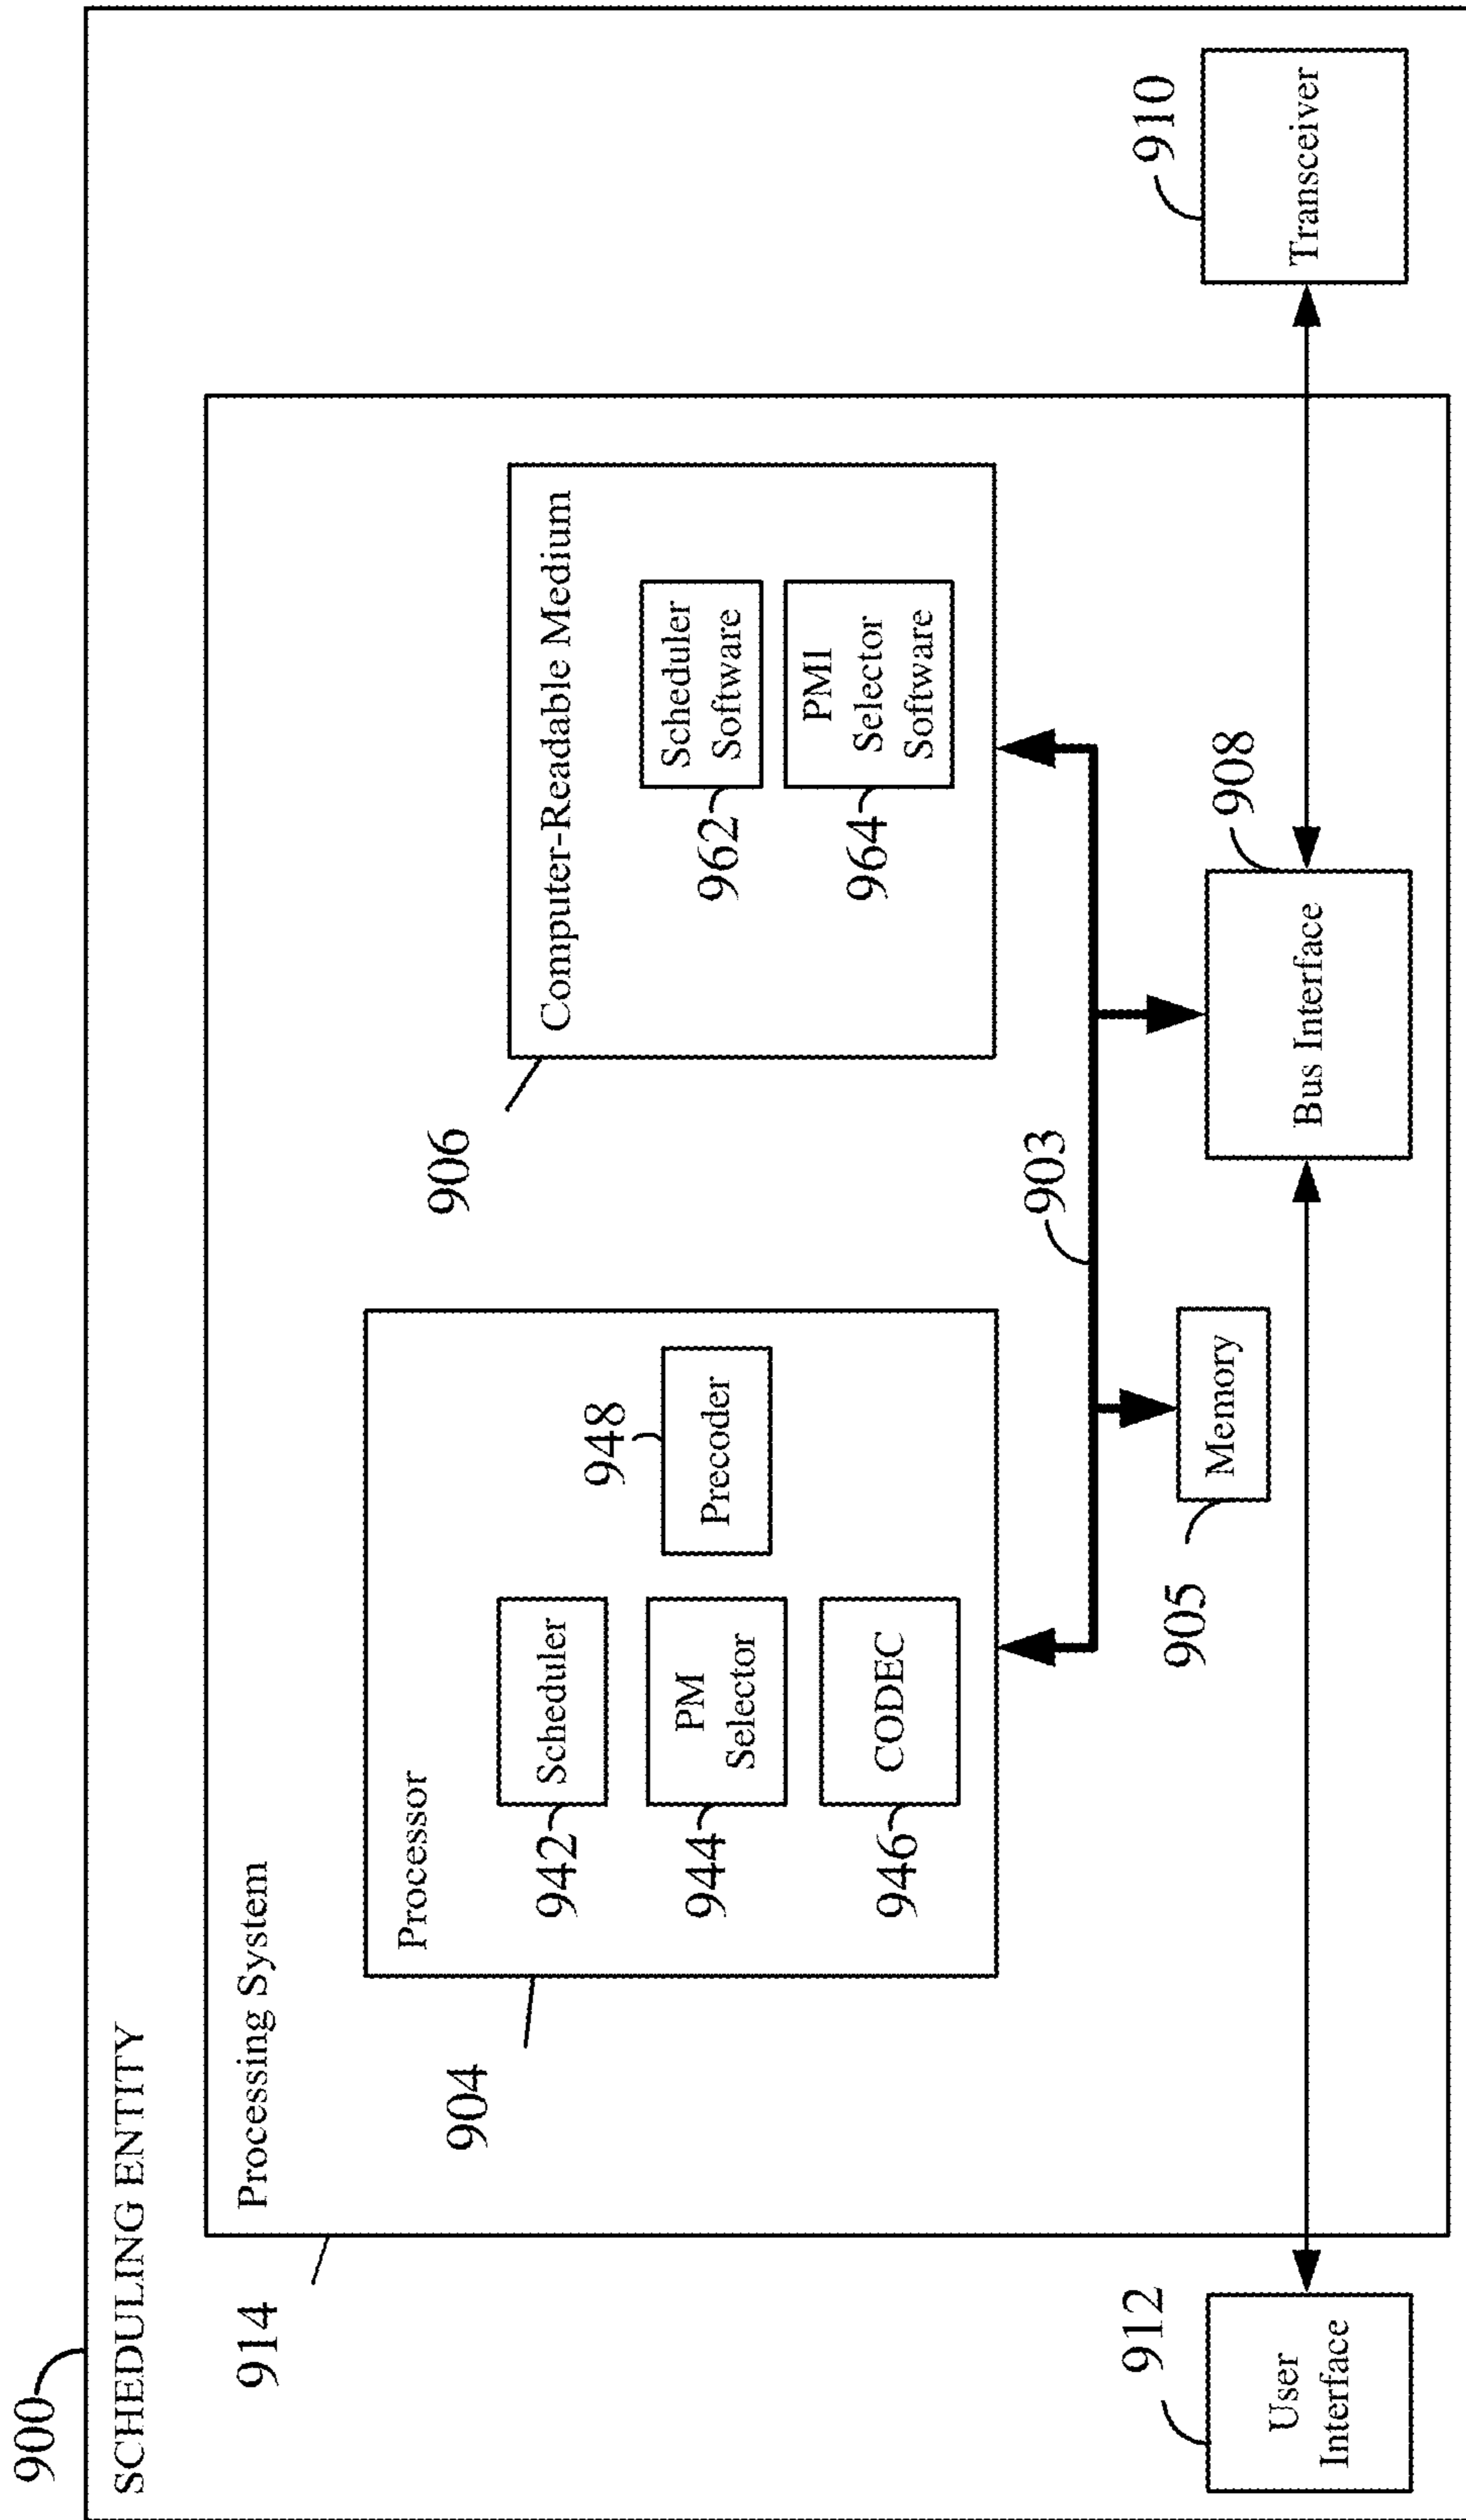 900
SCHEDULING ENTITY
914
Processing System
904
Processor
942
Scheduler
944
PM
Selector
946
CODEC
948
Precoder
906
Computer-Readable Medium
962
Scheduler
Software
964
PMI
Selector
Software
903
905
Memory
908
Bus Interface
912
User
Interface
910
Transceiver